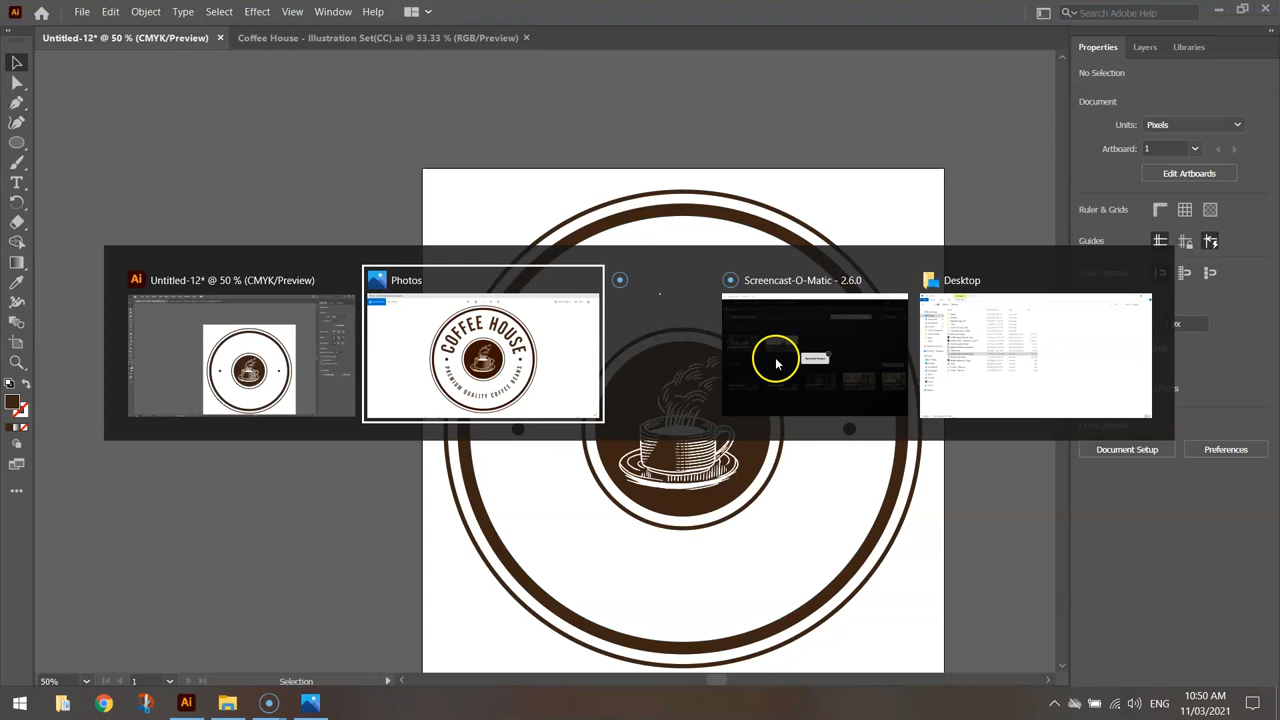 Ai File Edit Object Type Select Effect View Window Help Search Adobe Help
Untitled-12* @ 50 % (CMYK/Preview) Coffee House - Illustration Set(CC).ai @ 33.33 % (RGB/Preview)
Properties Layers Libraries
No Selection
Document
Units: Pixels
Artboard: 1
Edit Artboards
Ruler & Grids
Guides
Ai Untitled-12* @ 50 % (CMYK/Preview) Photos Screencast-O-Matic - 2.6.0 Desktop
COFFEE HOUSE
QUALITY COFFEE
Document Setup Preferences
50% 1 Selection
Ai ENG 10:50 AM
11/03/2021